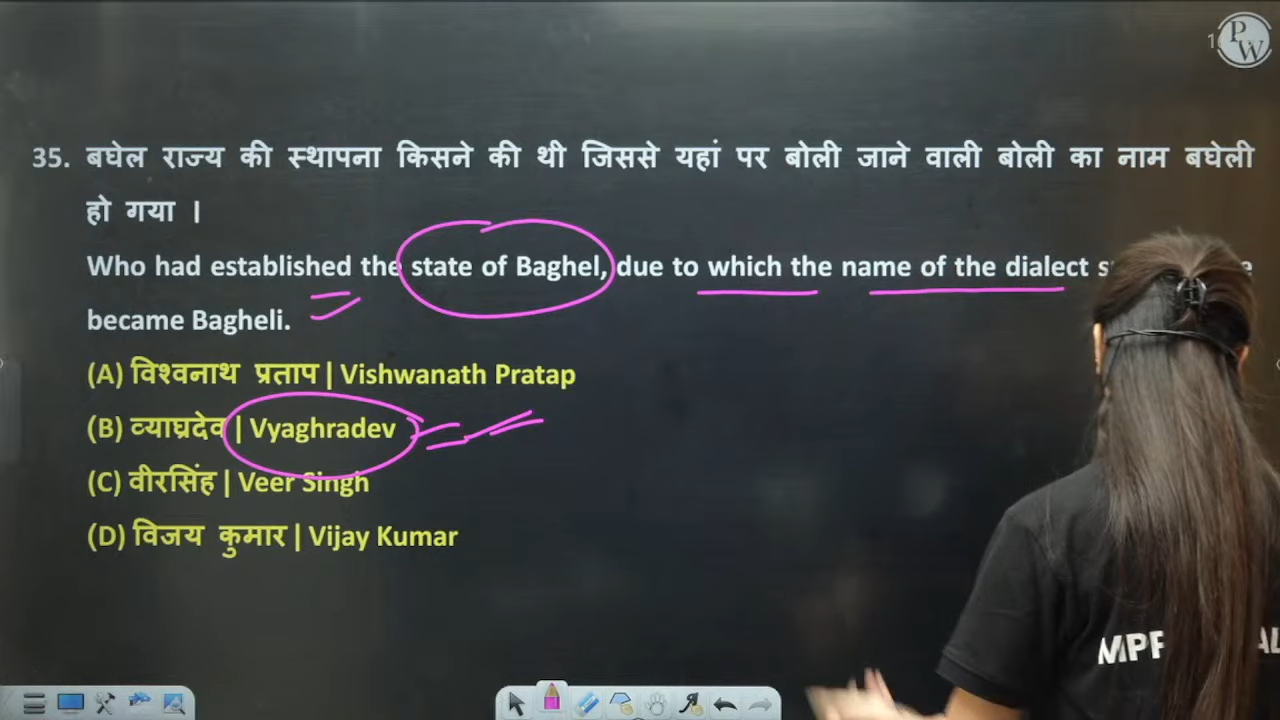 PW
35. बघेल राज्य की स्थापना किसने की थी जिससे यहां पर बोली जाने वाली बोली का नाम बघेली
हो गया ।
Who had established the state of Baghel, due to which the name of the dialect
became Bagheli.
(A) विश्वनाथ प्रताप | Vishwanath Pratap
(B) व्याघ्रदेव | Vyaghradev
(C) वीरसिंह | Veer Singh
(D) विजय कुमार | Vijay Kumar